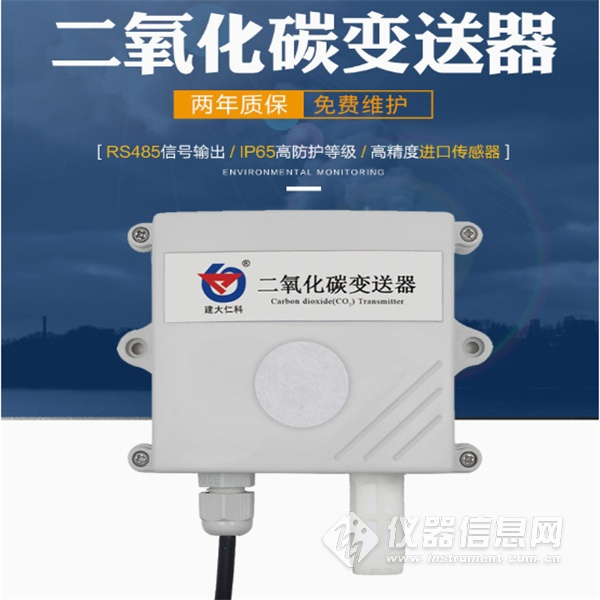 二氧化碳变送器
两年质保 免费维护
[ RS485信号输出 / IP65高防护等级 / 高精度进口传感器 ]
ENVIRONMENTAL MONITORING
®
建大仁科
二氧化碳变送器
Carbon dioxide(CO₂) Transmitter
仪器信息网
www.instrument.com.cn